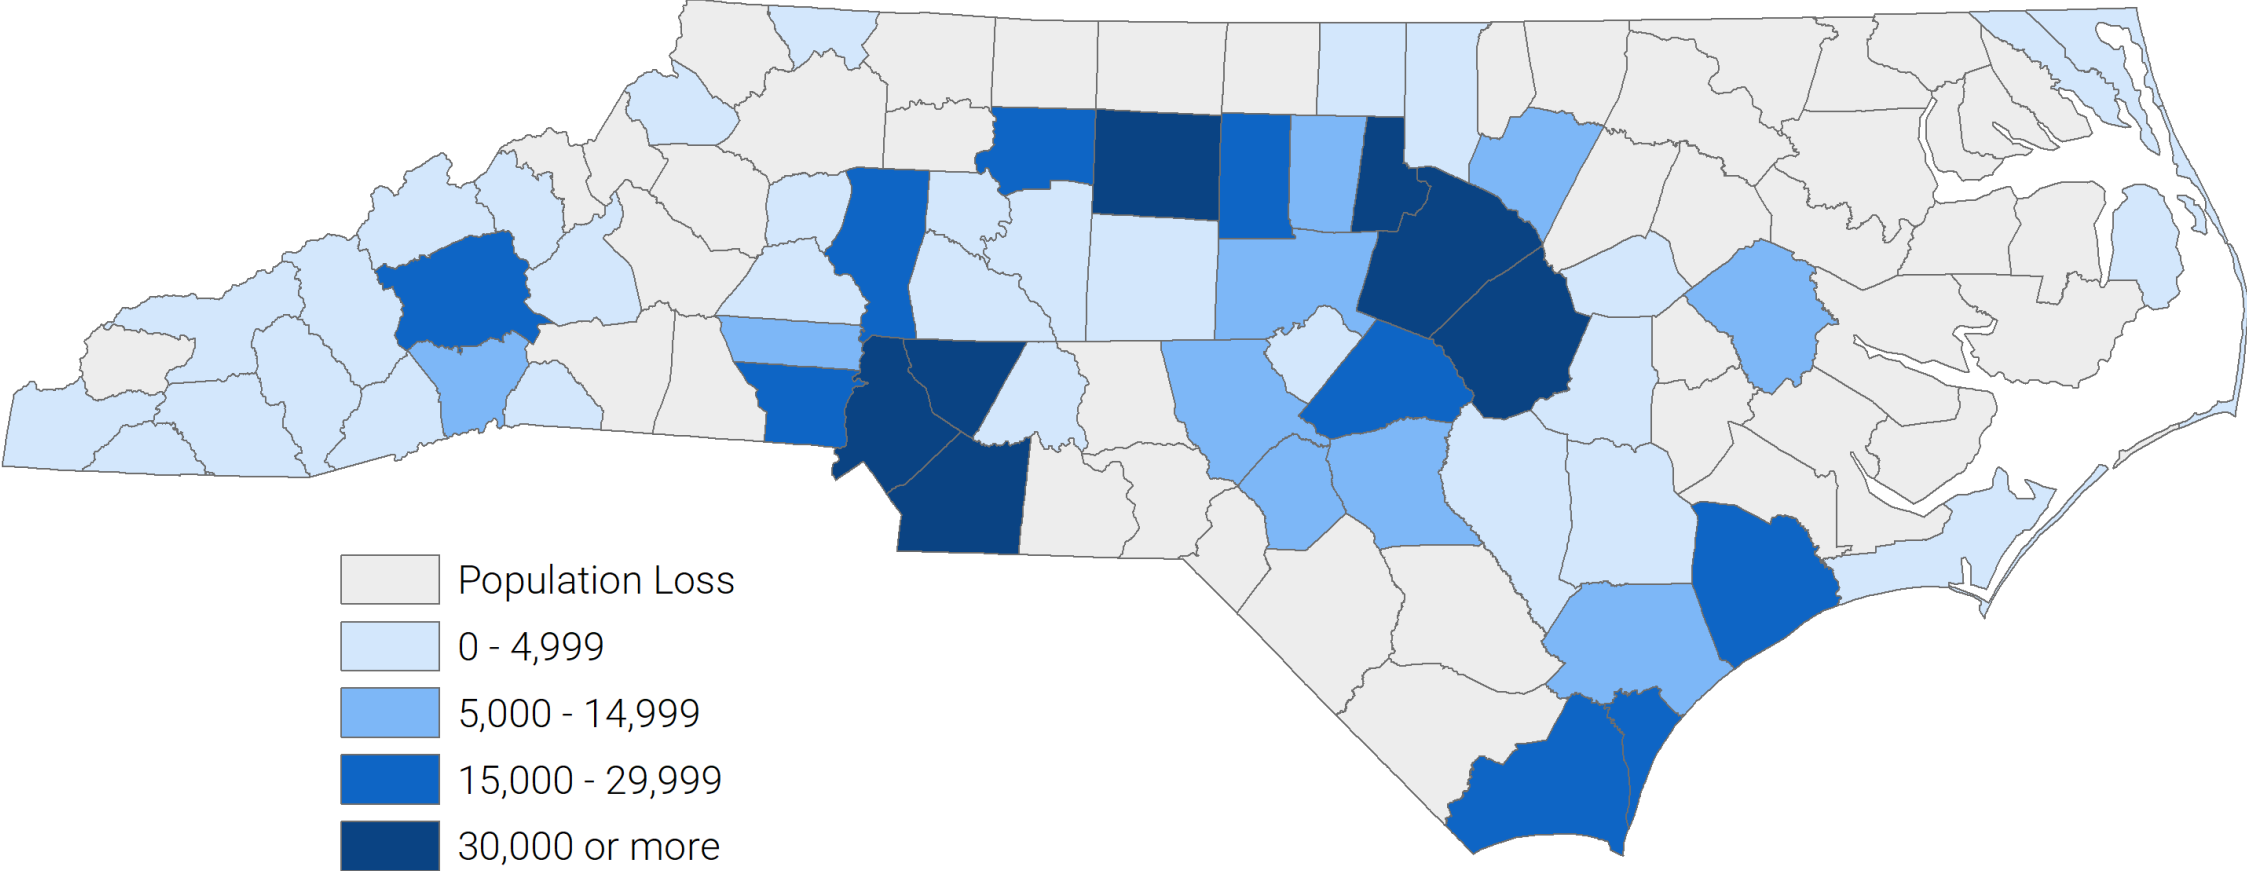 Population Loss
0 - 4,999
5,000 - 14,999
15,000 - 29,999
30,000 or more